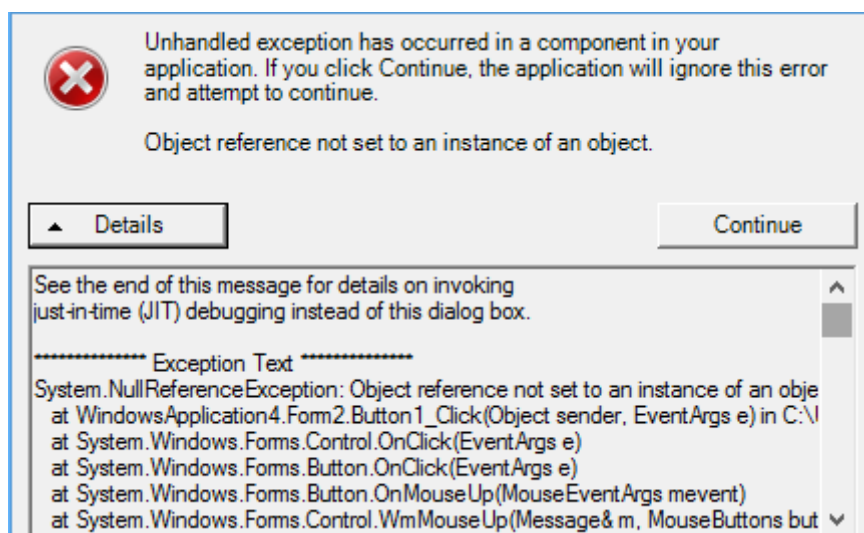 Unhandled exception has occurred in a component in your
application. If you click Continue, the application will ignore this error
and attempt to continue.
Object reference not set to an instance of an object.
Details
Continue
See the end of this message for details on invoking
just-in-time (JIT) debugging instead of this dialog box.
************** Exception Text **************
System.NullReferenceException: Object reference not set to an instance of an obje
at WindowsApplication4.Form2.Button1_Click(Object sender, EventArgs e) in C:\
at System.Windows.Forms.Control.OnClick(EventArgs e)
at System.Windows.Forms.Button.OnClick(EventArgs e)
at System.Windows.Forms.Button.OnMouseUp(MouseEventArgs mevent)
at System.Windows.Forms.Control.WmMouseUp(Message& m, MouseButtons but